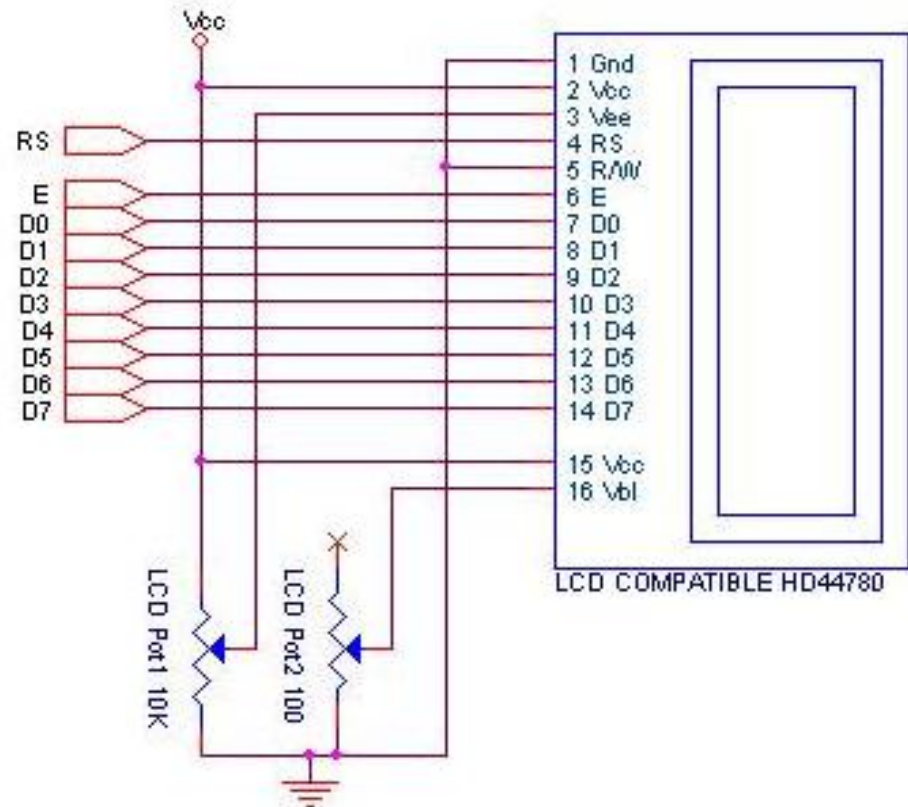 Vcc
RS
E
D0
D1
D2
D3
D4
D5
D6
D7
1 Gnd
2 Vcc
3 Vee
4 RS
5 R/W
6 E
7 D0
8 D1
9 D2
10 D3
11 D4
12 D5
13 D6
14 D7
15 Vcc
16 Vbl
LCD COMPATIBLE HD44780
LCD Pot1 10K
LCD Pot2 100